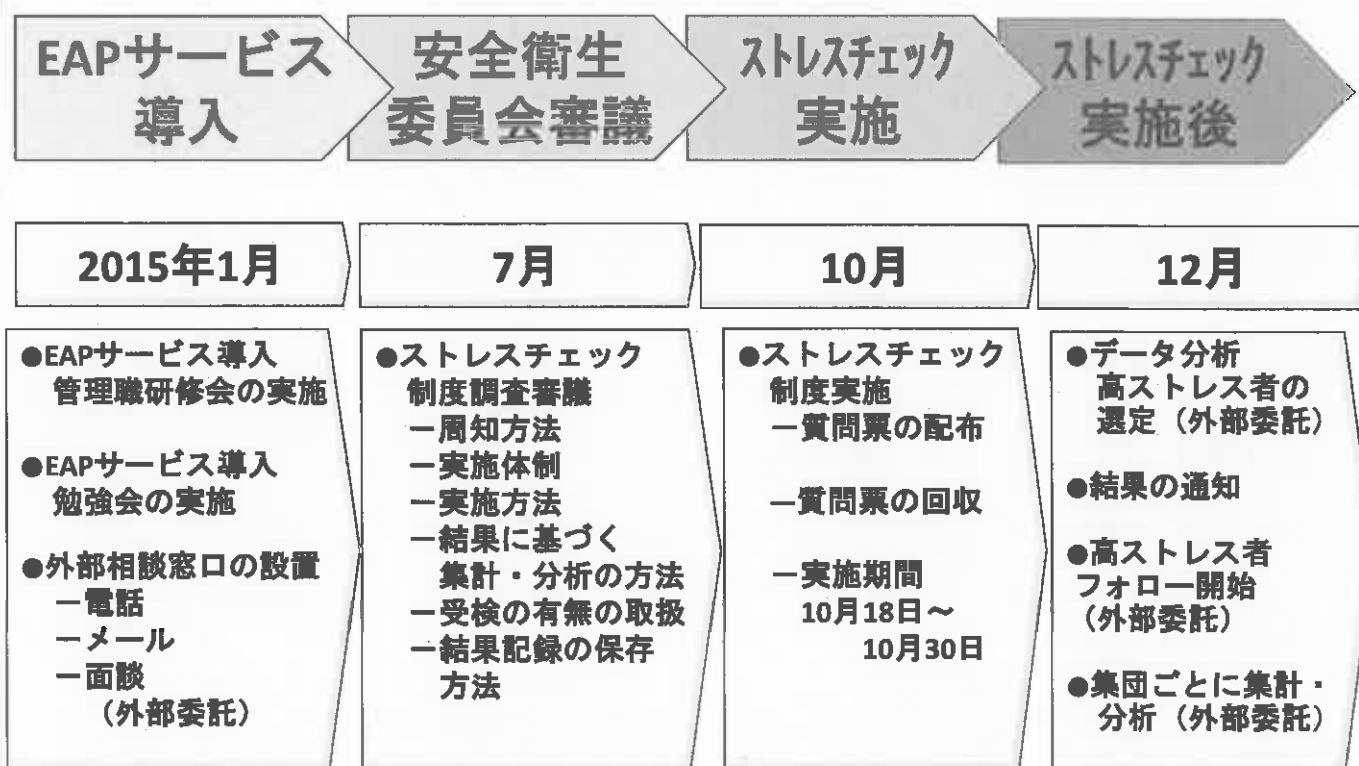 EAPサービス
導入
安全衛生
委員会審議
ストレスチェック
実施
ストレスチェック
実施後
2015年1月
7月
10月
12月
●EAPサービス導入
管理職研修会の実施
●EAPサービス導入
勉強会の実施
●外部相談窓口の設置
－電話
－メール
－面談
（外部委託）
●ストレスチェック
制度調査審議
－周知方法
－実施体制
－実施方法
－結果に基づく
集計・分析の方法
－受検の有無の取扱
－結果記録の保存
方法
●ストレスチェック
制度実施
－質問票の配布
－質問票の回収
－実施期間
10月18日～
10月30日
●データ分析
高ストレス者の
選定（外部委託）
●結果の通知
●高ストレス者
フォロー開始
（外部委託）
●集団ごとに集計・
分析（外部委託）